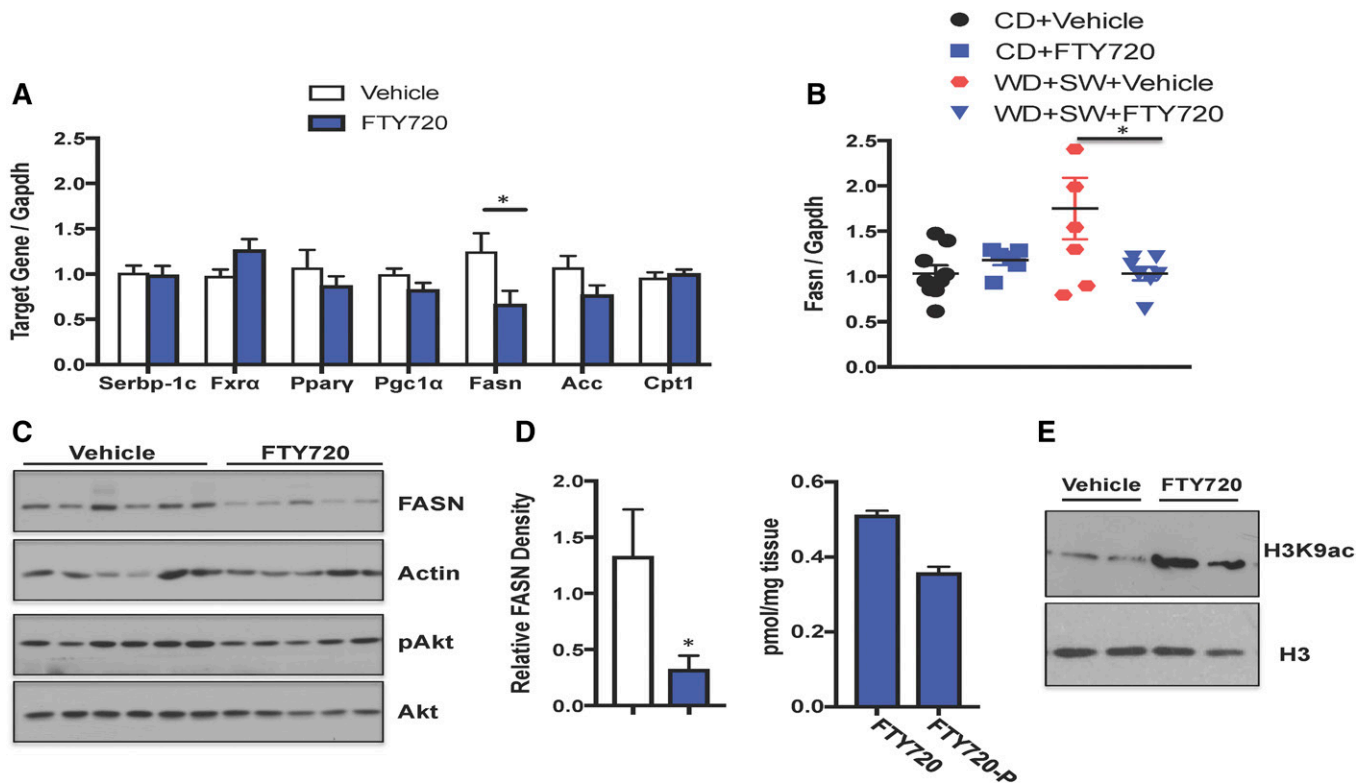 CD+Vehicle
CD+FTY720
WD+SW+Vehicle
WD+SW+FTY720
A
Vehicle
FTY720
Target Gene / Gapdh
2.5
2.0
1.5
1.0
0.5
0.0
*
Serbp-1c Fxrα Pparγ Pgc1α Fasn Acc Cpt1
B
Fasn / Gapdh
2.5
2.0
1.5
1.0
0.5
0.0
*
C
Vehicle FTY720
FASN
Actin
pAkt
Akt
D
Relative FASN Density
2.0
1.5
1.0
0.5
0.0
*
pmol/mg tissue
0.6
0.4
0.2
0.0
FTY720
FTY720-P
E
Vehicle FTY720
H3K9ac
H3